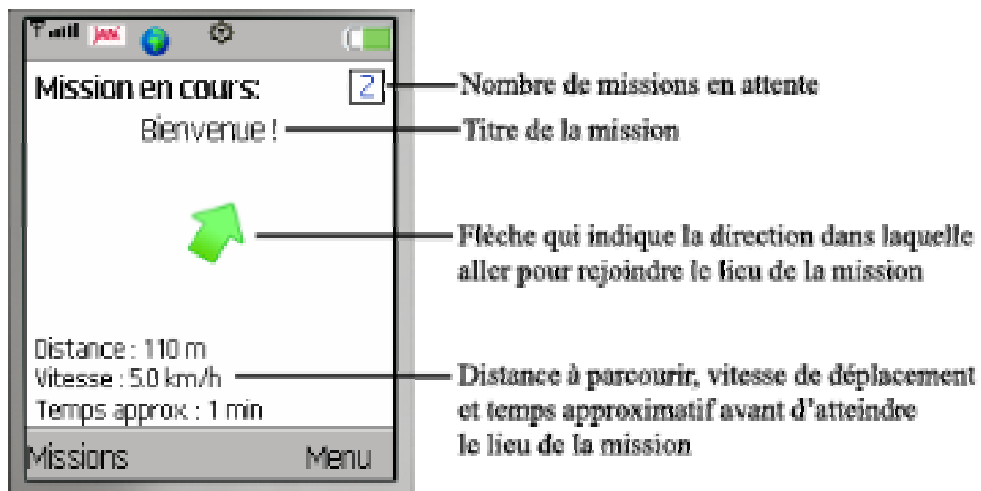 Mission en cours:
2
Nombre de missions en attente
Bienvenue !
Titre de la mission
Flèche qui indique la direction dans laquelle
aller pour rejoindre le lieu de la mission
Distance : 110 m
Vitesse : 5.0 km/h
Temps approx : 1 min
Distance à parcourir, vitesse de déplacement
et temps approximatif avant d'atteindre
le lieu de la mission
Missions
Menu